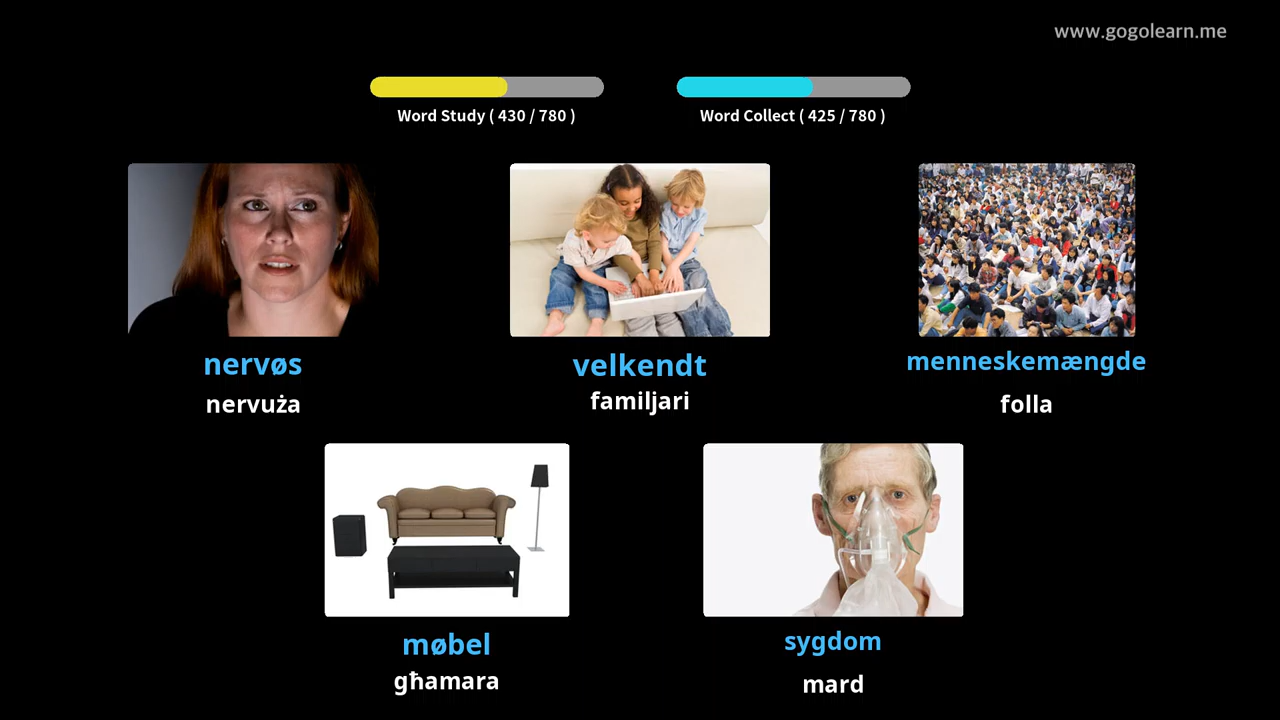 www.gogolearn.me
Word Study ( 430 / 780 )
Word Collect ( 425 / 780 )
nervøs
nervuża
velkendt
familjari
menneskemængde
folla
møbel
għamara
sygdom
mard